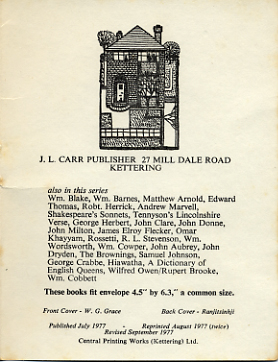 J. L. CARR PUBLISHER 27 MILL DALE ROAD
KETTERING
also in this series
Wm. Blake, Wm. Barnes, Matthew Arnold, Edward
Thomas, Robt. Herrick, Andrew Marvell,
Shakespeare's Sonnets, Tennyson's Lincolnshire
Verse, George Herbert, John Clare, John Donne,
John Milton, James Elroy Flecker, Omar
Khayyam, Rossetti, R. L. Stevenson, Wm.
Wordsworth, Wm. Cowper, John Aubrey, John
Dryden, The Brownings, Samuel Johnson,
George Crabbe, Hiawatha, A Dictionary of
English Queens, Wilfred Owen/Rupert Brooke,
Wm. Cobbett
These books fit envelope 4.5" by 6.3," a common size.
Front Cover - W. G. Grace Back Cover - Ranjitsinhji
Published July 1977 - Reprinted August 1977 (twice)
Revised September 1977
Central Printing Works (Kettering) Ltd.